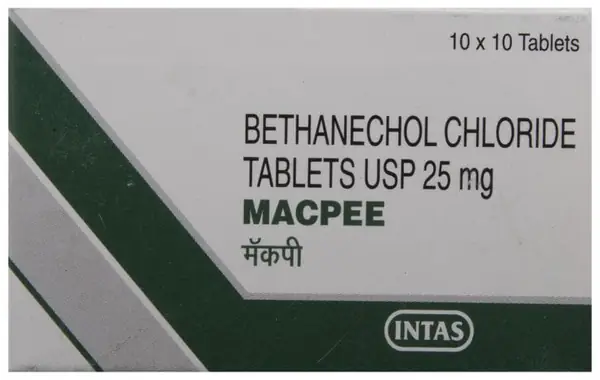 10 x 10 Tablets
BETHANECHOL CHLORIDE
TABLETS USP 25 mg
MACPEE
मॅकपी
INTAS